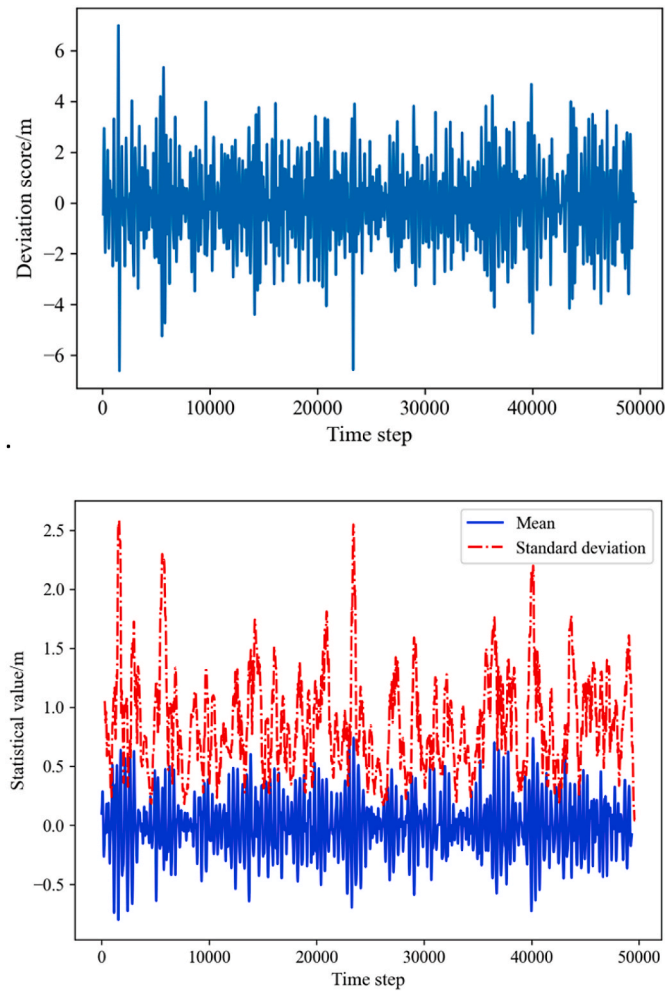 6
4
2
0
−2
−4
−6
Deviation score/m
0 10000 20000 30000 40000 50000
Time step
.
2.5
2.0
1.5
1.0
0.5
0.0
−0.5
Statistical value/m
Mean
Standard deviation
0 10000 20000 30000 40000 50000
Time step